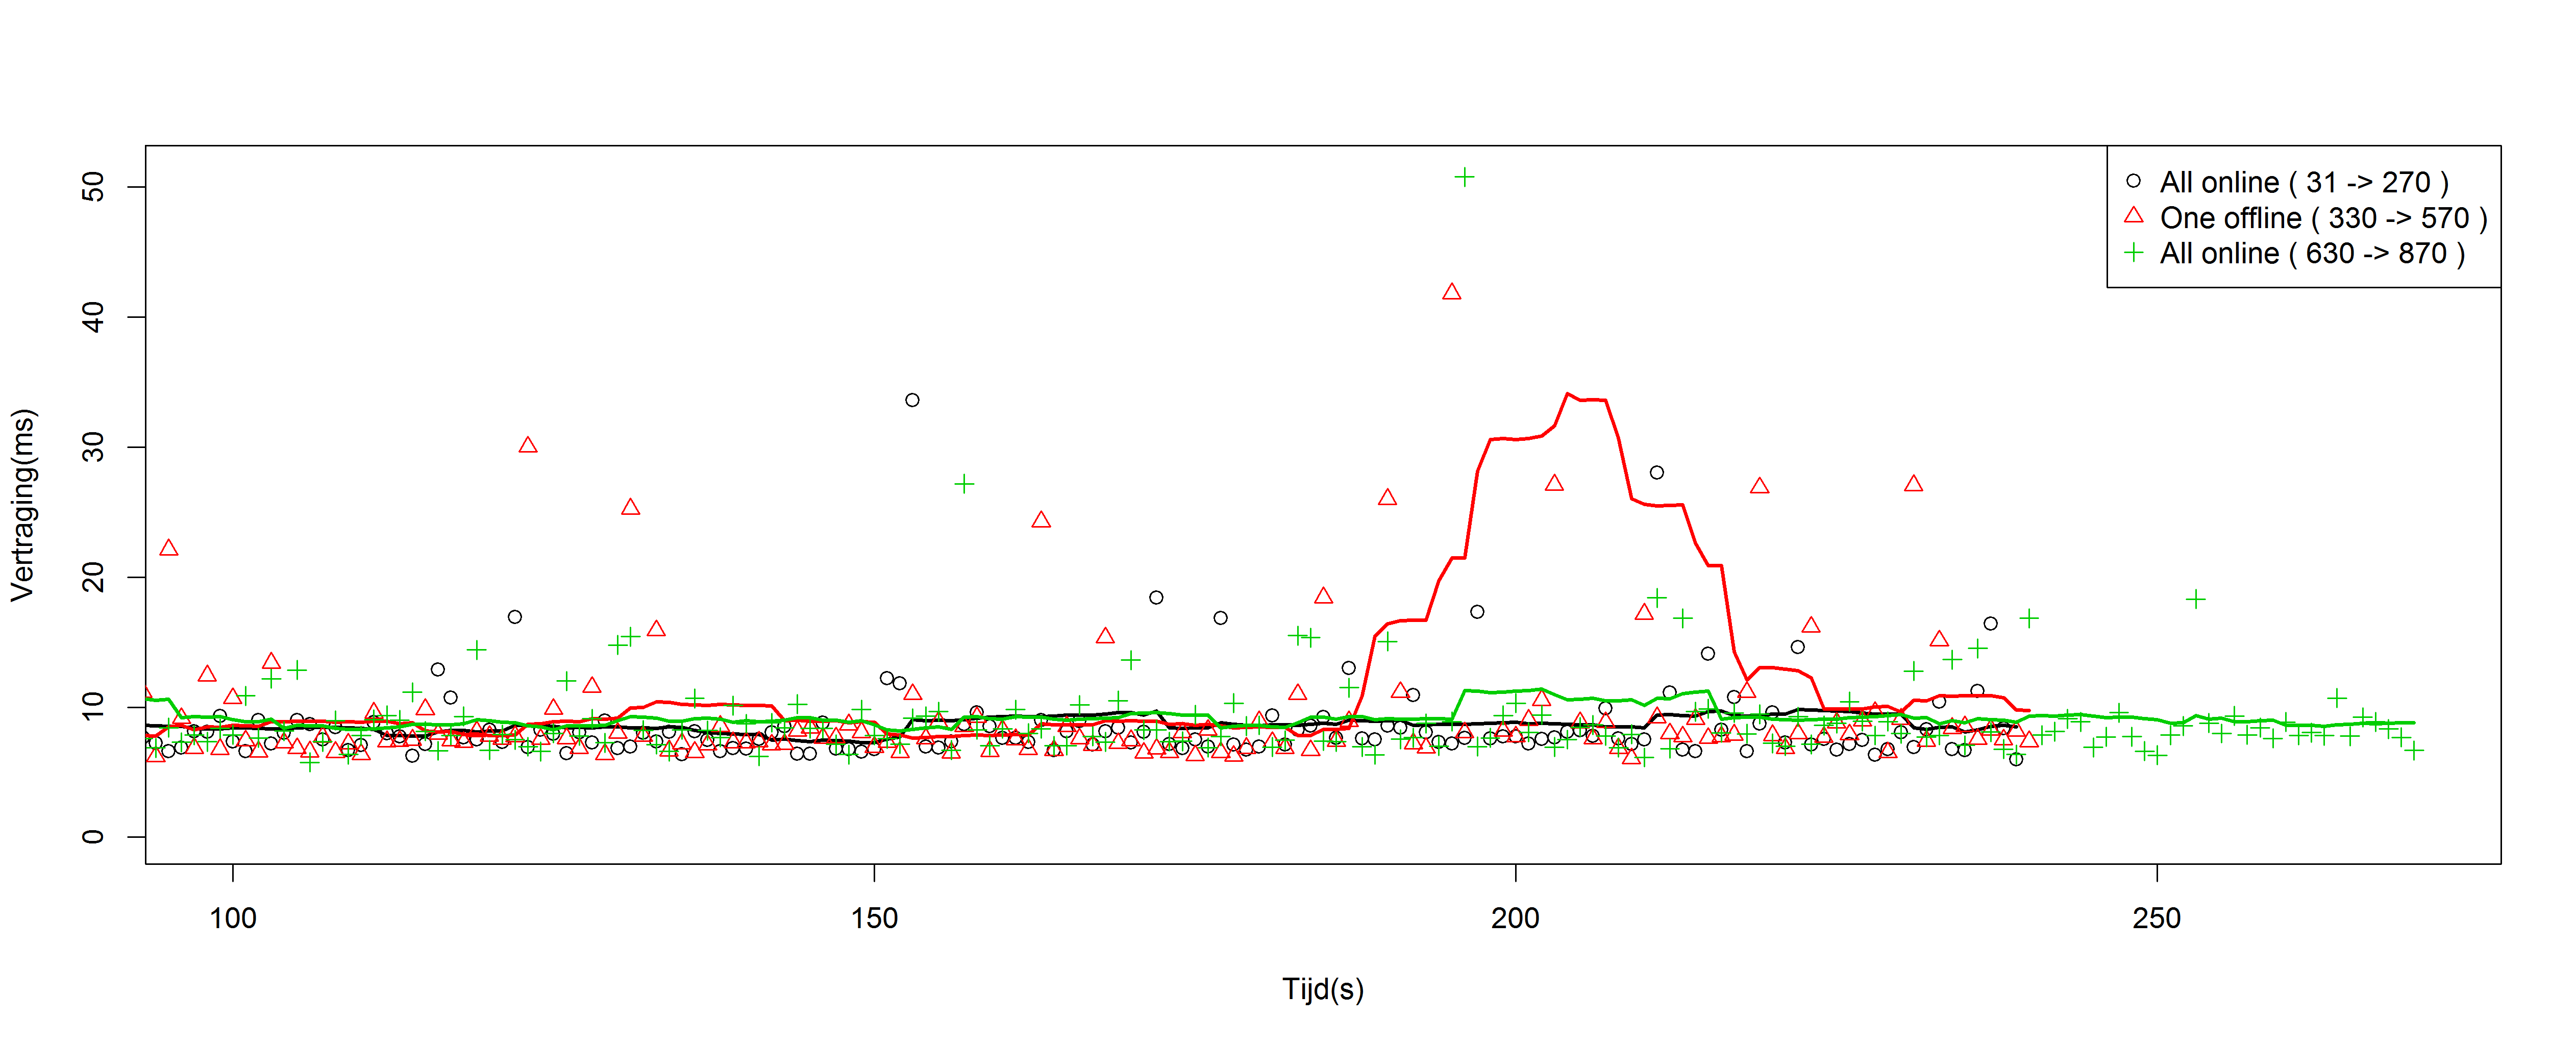 All online ( 31 -> 270 )
One offline ( 330 -> 570 )
All online ( 630 -> 870 )
Vertraging(ms)
50
40
30
20
10
0
100
150
200
250
Tijd(s)